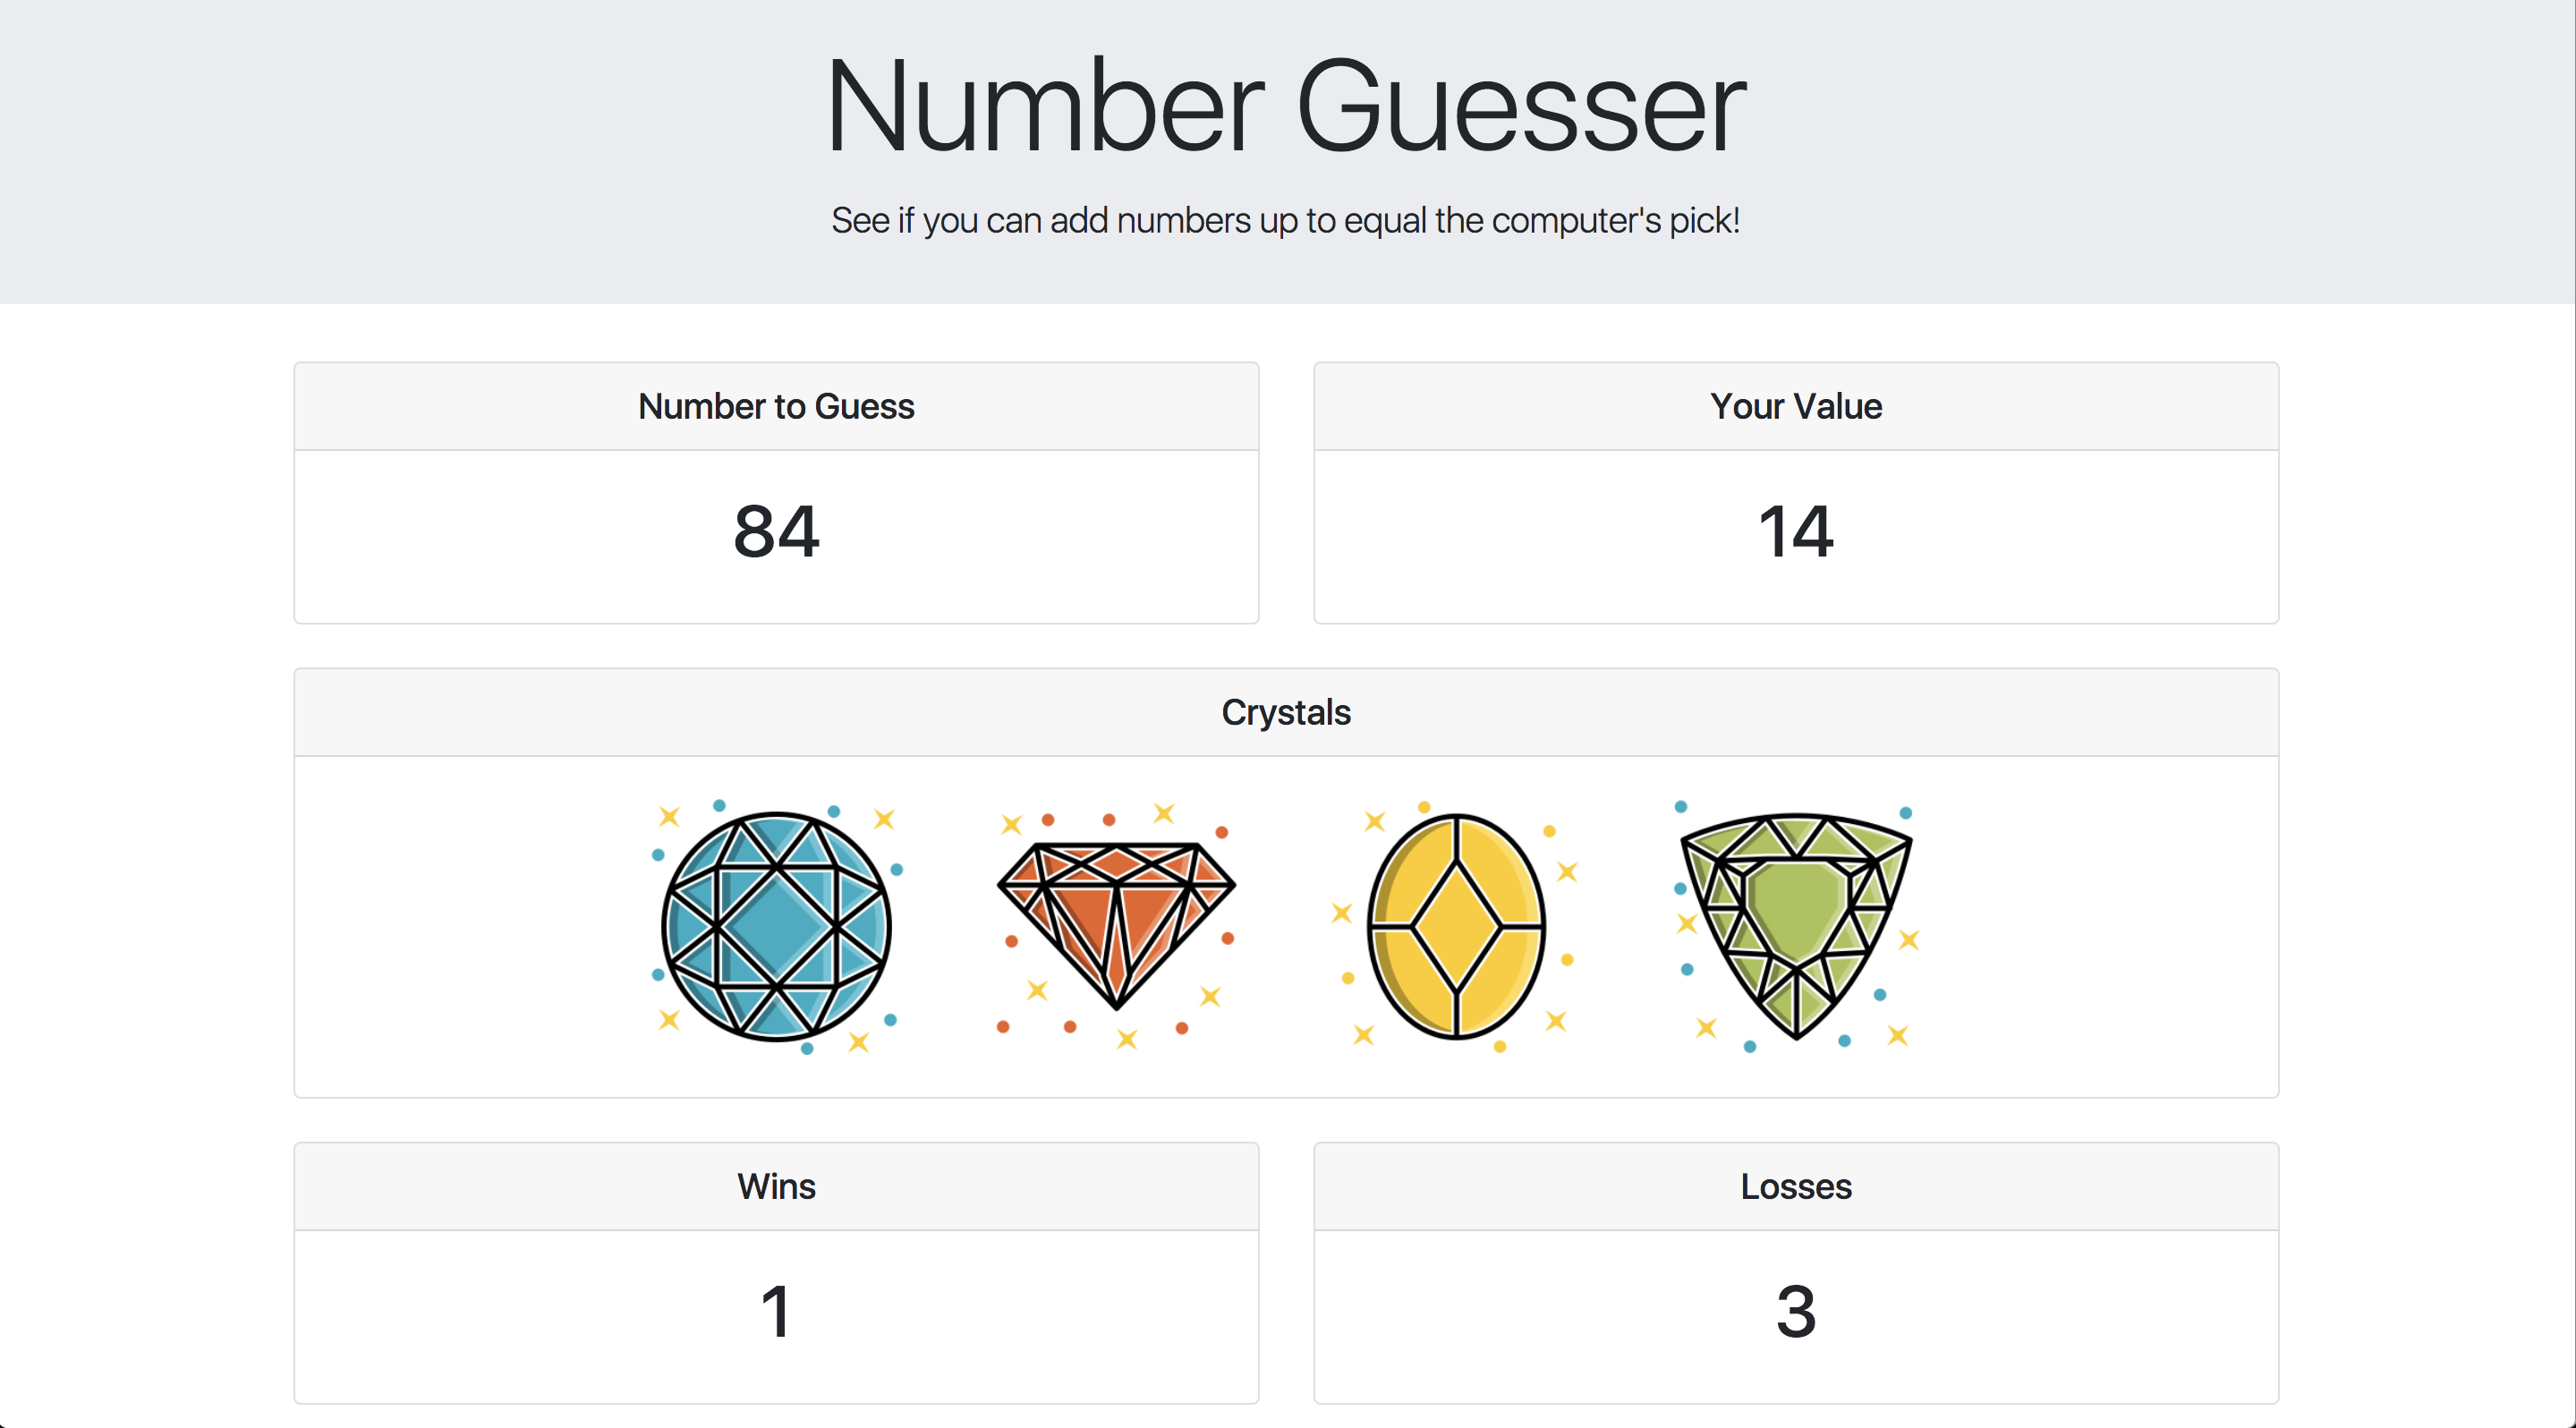 Number Guesser
See if you can add numbers up to equal the computer's pick!
Number to Guess
84
Your Value
14
Crystals
Wins
1
Losses
3